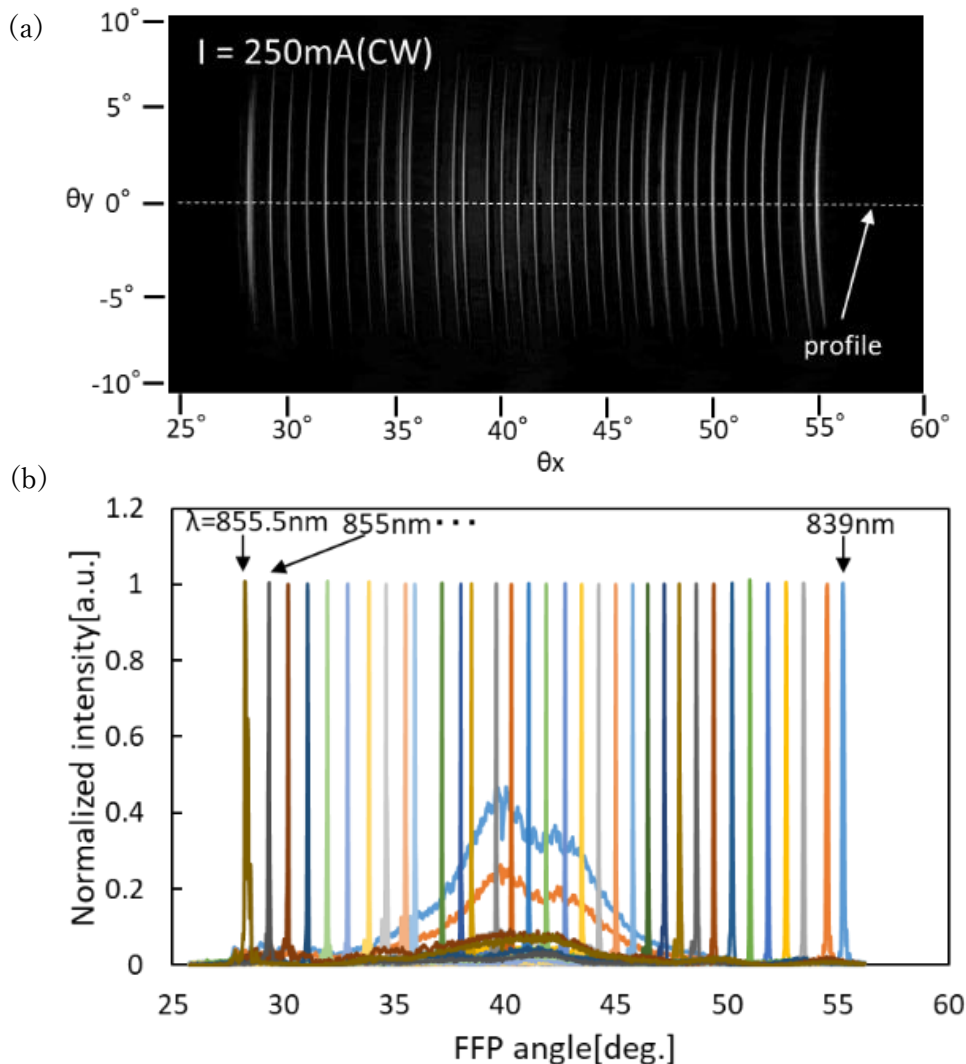 (a)
10°
I = 250mA(CW)
5°
θy
0°
-5°
profile
-10°
25°
30°
35°
40°
45°
50°
55°
60°
θx
(b)
1.2
λ=855.5nm
855nm･･･
839nm
1
0.8
0.6
0.4
0.2
0
Normalized intensity[a.u.]
25
30
35
40
45
50
55
60
FFP angle[deg.]